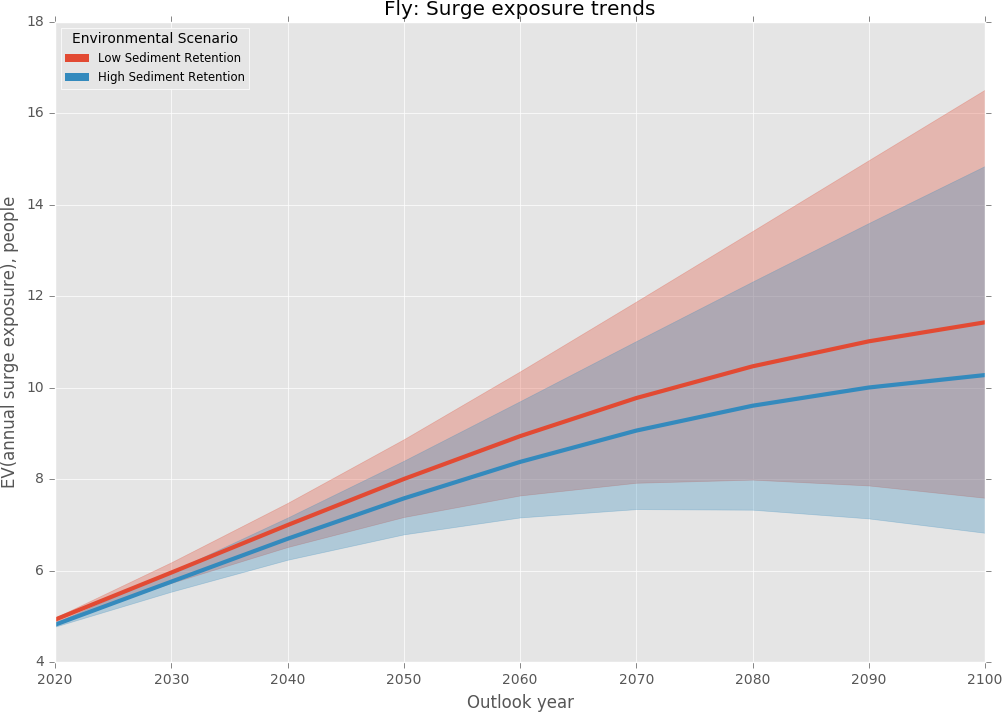 Fly: Surge exposure trends
Environmental Scenario
Low Sediment Retention
High Sediment Retention
EV(annual surge exposure), people
18
16
14
12
10
8
6
4
2020 2030 2040 2050 2060 2070 2080 2090 2100
Outlook year